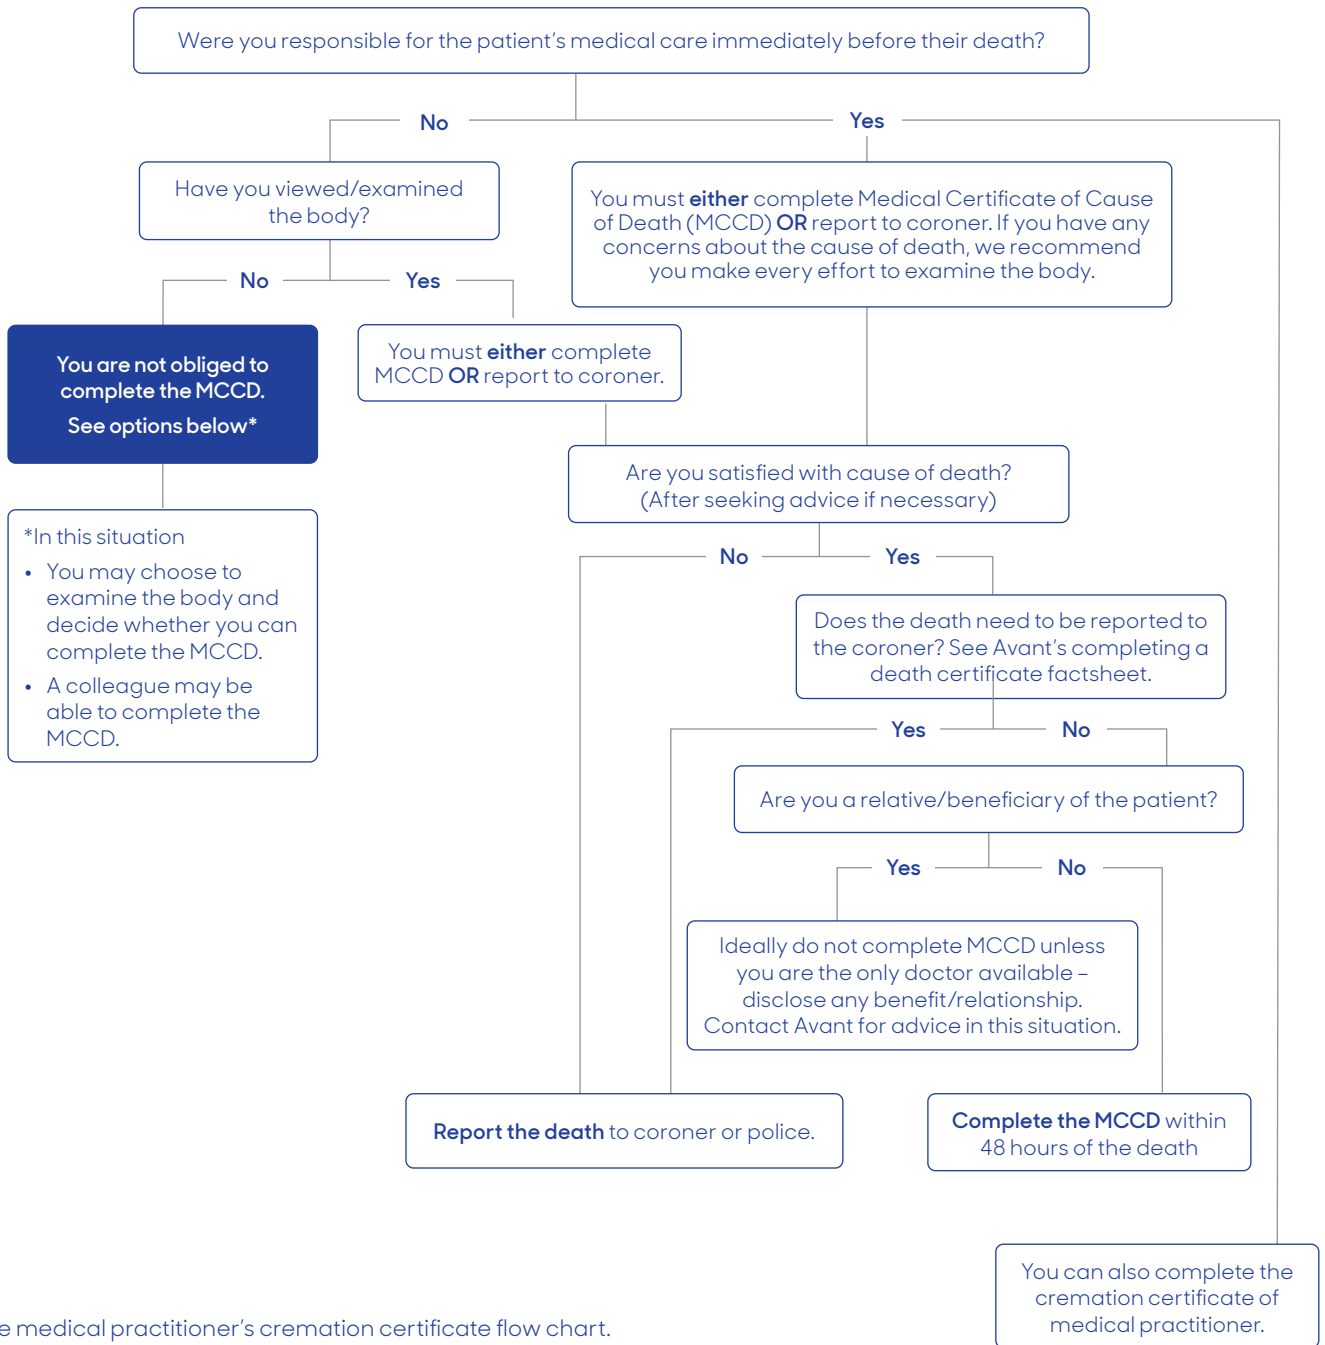 Were you responsible for the patient’s medical care immediately before their death?
No
Yes
Have you viewed/examined
the body?
You must either complete Medical Certificate of Cause
of Death (MCCD) OR report to coroner. If you have any
concerns about the cause of death, we recommend
you make every effort to examine the body.
No
Yes
You are not obliged to
complete the MCCD.
See options below*
You must either complete
MCCD OR report to coroner.
*In this situation
• You may choose to
examine the body and
decide whether you can
complete the MCCD.
• A colleague may be
able to complete the
MCCD.
Are you satisfied with cause of death?
(After seeking advice if necessary)
No
Yes
Does the death need to be reported to
the coroner? See Avant’s completing a
death certificate factsheet.
Yes
No
Are you a relative/beneficiary of the patient?
Yes
No
Ideally do not complete MCCD unless
you are the only doctor available –
disclose any benefit/relationship.
Contact Avant for advice in this situation.
Report the death to coroner or police.
Complete the MCCD within
48 hours of the death
You can also complete the
cremation certificate of
medical practitioner.
e medical practitioner’s cremation certificate flow chart.